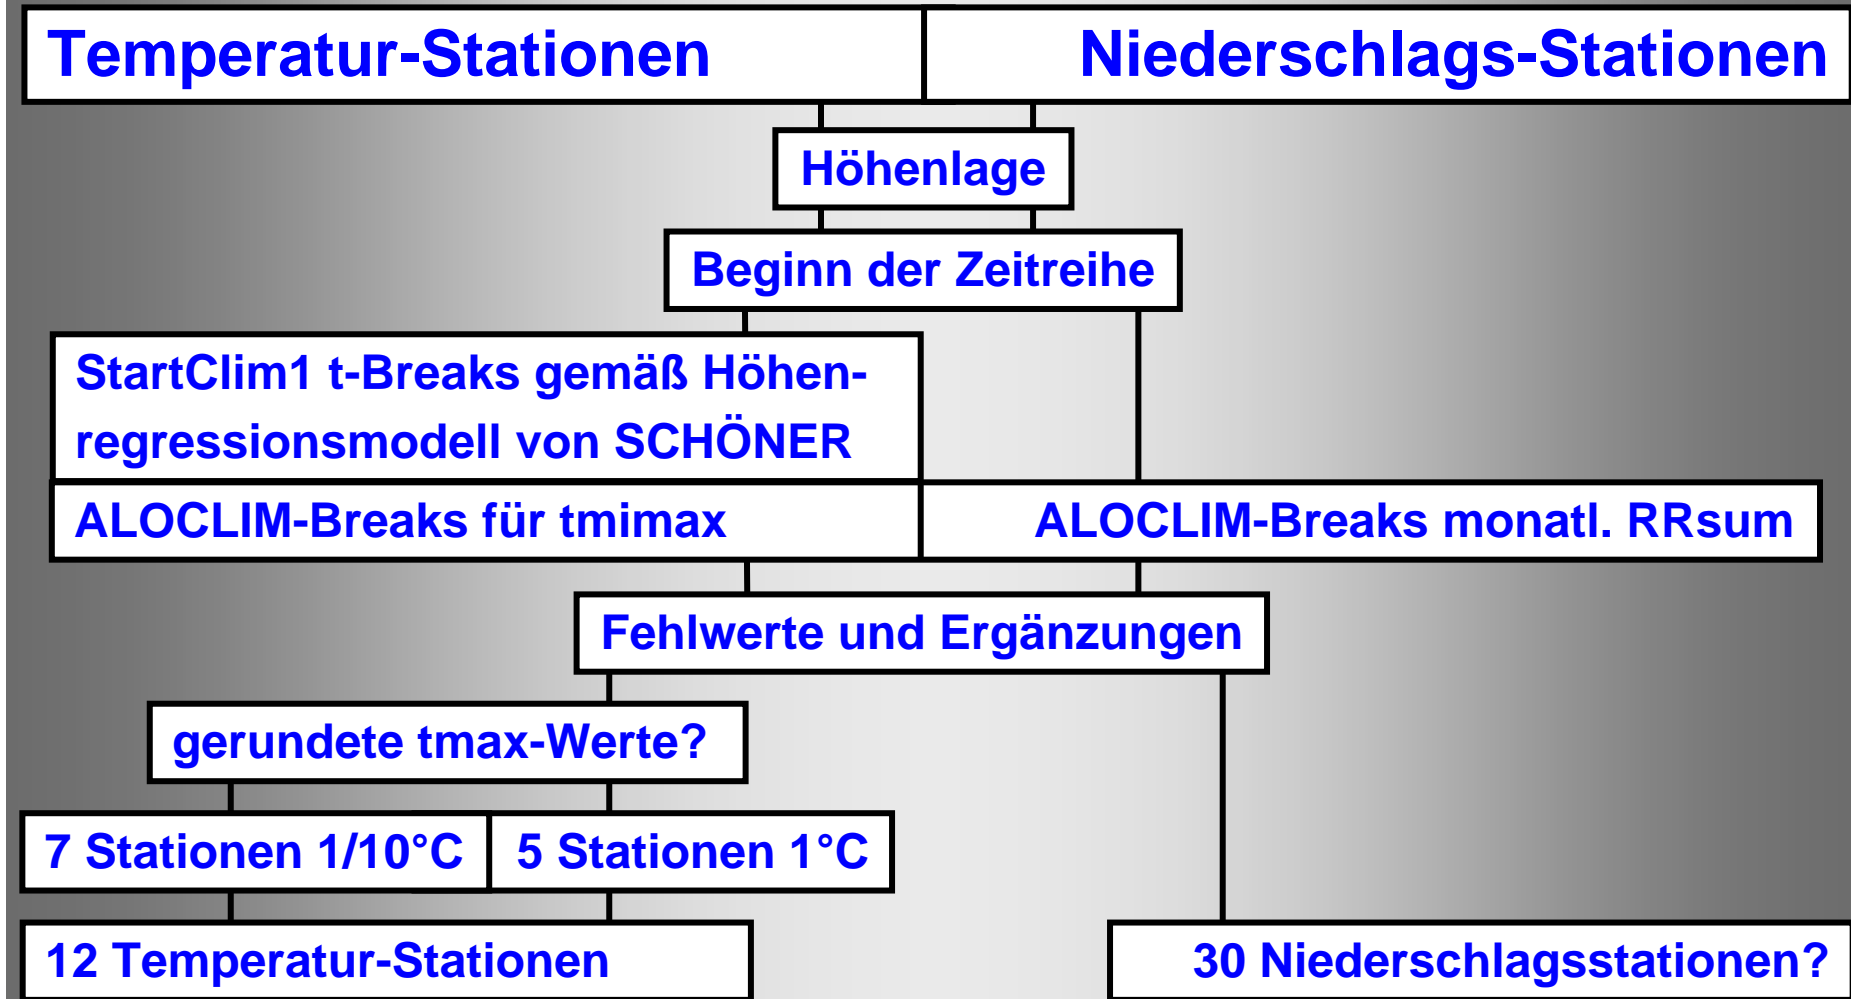 Temperatur-Stationen
Niederschlags-Stationen
Höhenlage
Beginn der Zeitreihe
StartClim1 t-Breaks gemäß Höhen-
regressionsmodell von SCHÖNER
ALOCLIM-Breaks für tmimax
ALOCLIM-Breaks monatl. RRsum
Fehlwerte und Ergänzungen
gerundete tmax-Werte?
7 Stationen 1/10°C
5 Stationen 1°C
12 Temperatur-Stationen
30 Niederschlagsstationen?